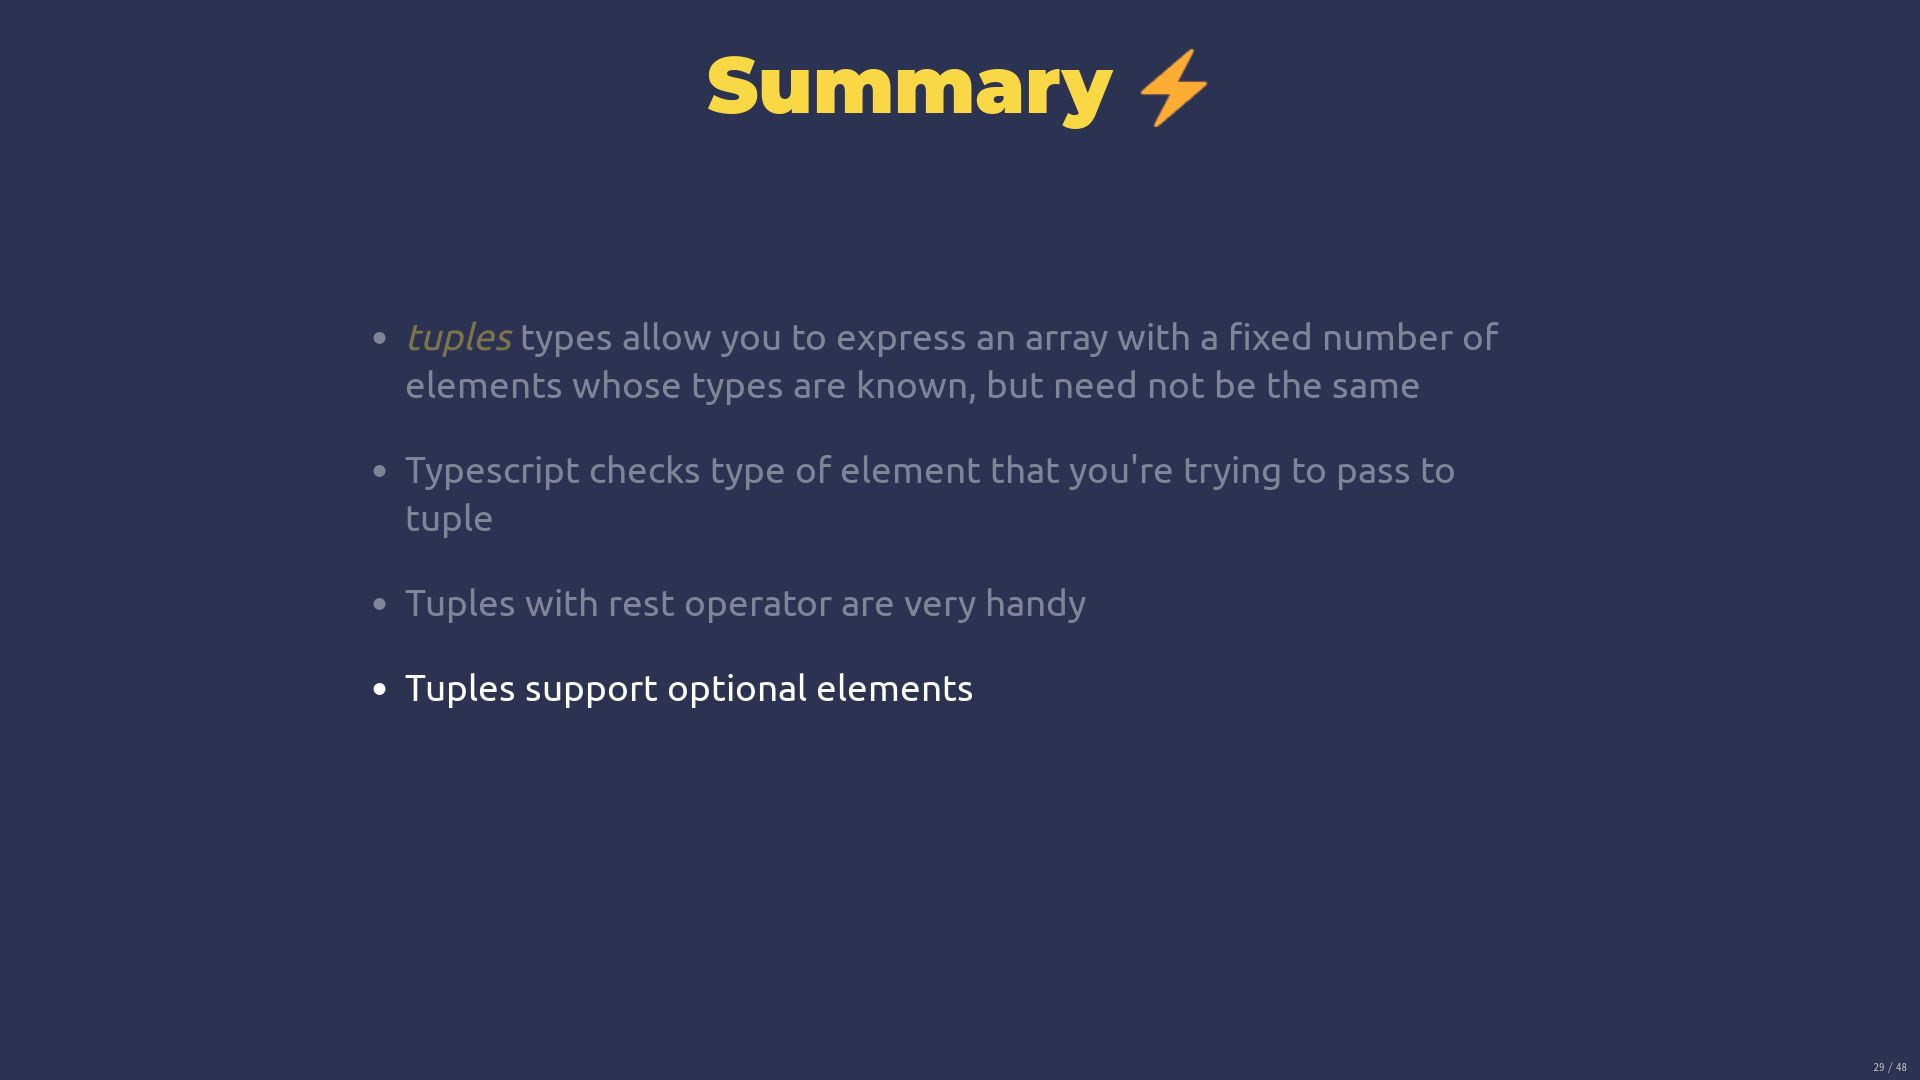 Summary ⚡
• tuples types allow you to express an array with a fixed number of
elements whose types are known, but need not be the same
• Typescript checks type of element that you're trying to pass to
tuple
• Tuples with rest operator are very handy
• Tuples support optional elements
29 / 48